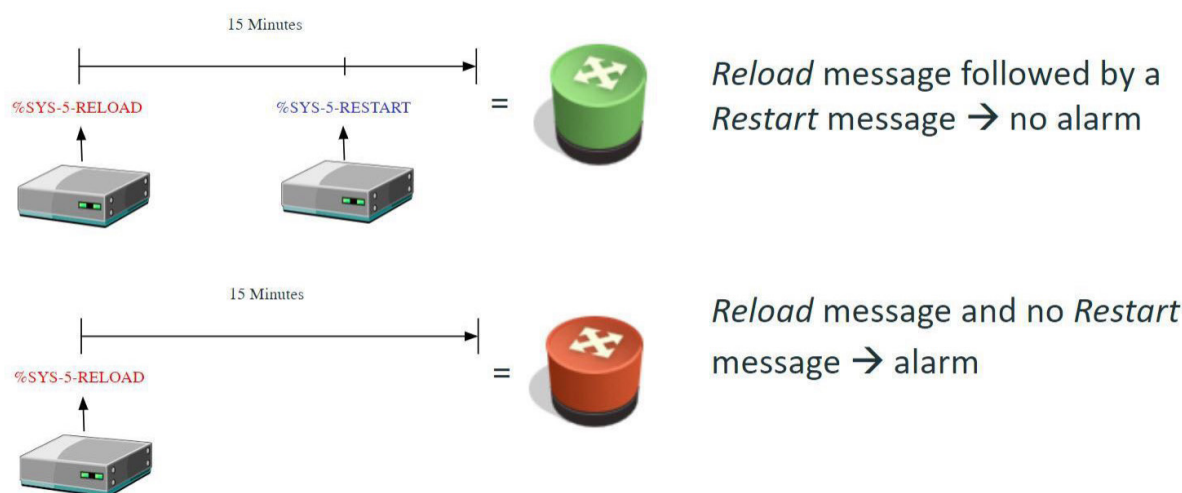 15 Minutes
%SYS-5-RELOAD
%SYS-5-RESTART
=
Reload message followed by a
Restart message → no alarm
15 Minutes
%SYS-5-RELOAD
=
Reload message and no Restart
message → alarm